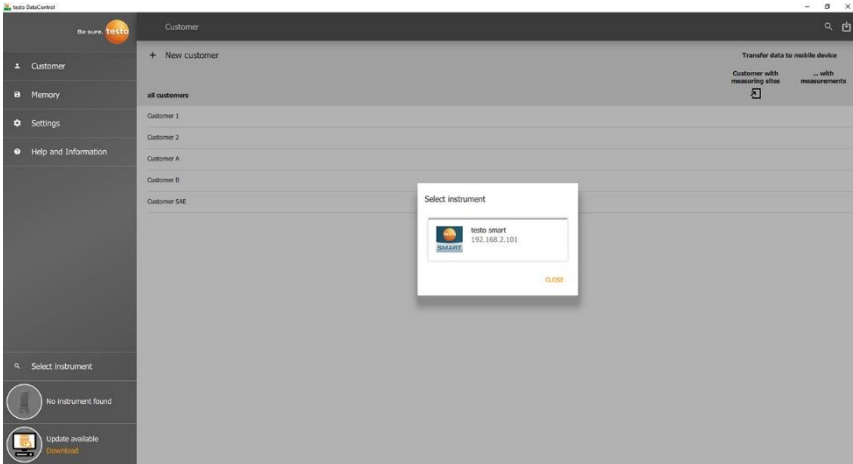 testo DataControl
Be sure. testo
Customer
Customer
Memory
Settings
Help and Information
Select instrument
No instrument found
Update available
Download
+ New customer
Transfer data to mobile device
Customer with
measuring sites
... with
measurements
all customers
Customer 1
Customer 2
Customer A
Customer B
Customer SAE
Select instrument
testo
SMART
testo smart
192.168.2.101
CLOSE